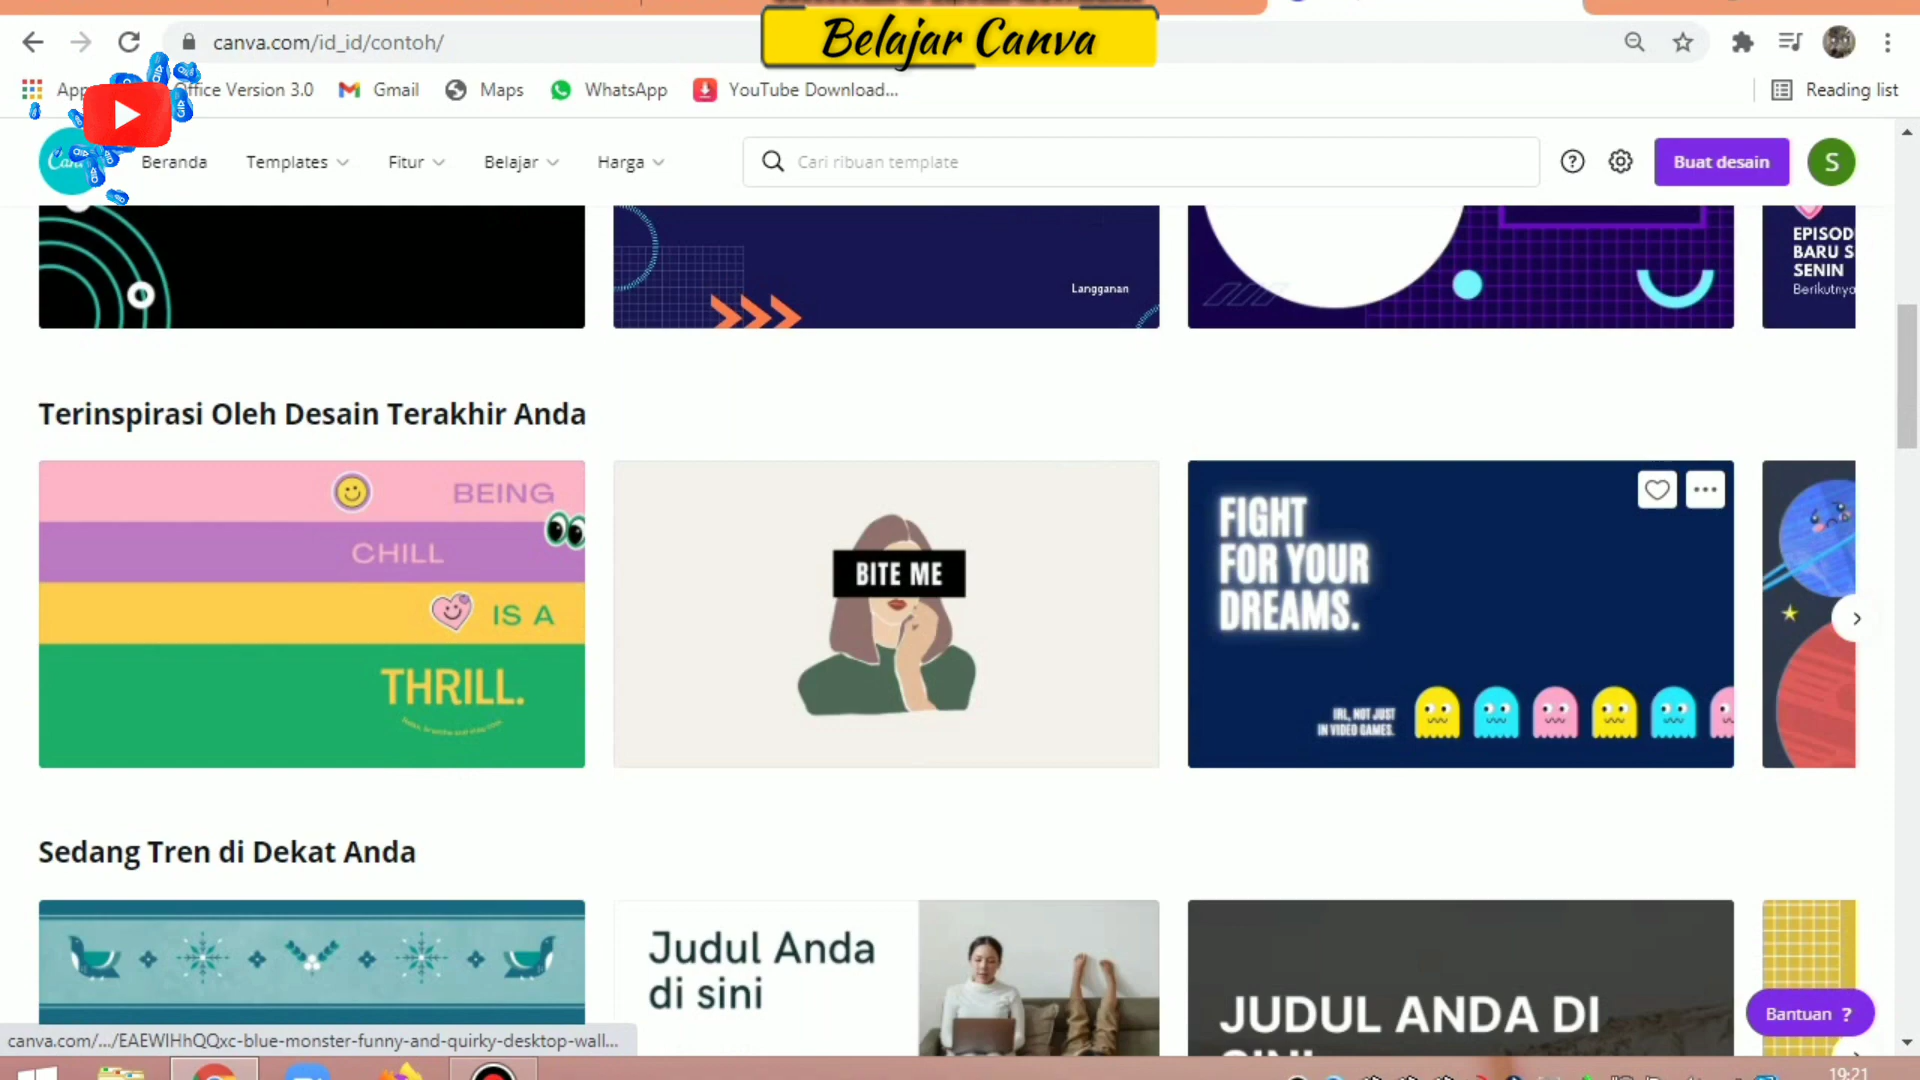 canva.com/id_id/contoh/
Belajar Canva
Office Version 3.0
Gmail
Maps
WhatsApp
YouTube Download...
Reading list
Beranda
Templates
Fitur
Belajar
Harga
Cari ribuan template
?
Buat desain
S
Langganan
BARU S
SENIN
Berikutnya
Terinspirasi Oleh Desain Terakhir Anda
BEING
CHILL
IS A
THRILL.
BITE ME
FIGHT
FOR YOUR
DREAMS.
IRL, NOT JUST
IN VIDEO GAMES.
Sedang Tren di Dekat Anda
Judul Anda
di sini
JUDUL ANDA DI
Bantuan ?
canva.com/.../EAEWIHhQQxc-blue-monster-funny-and-quirky-desktop-wall...
19:21